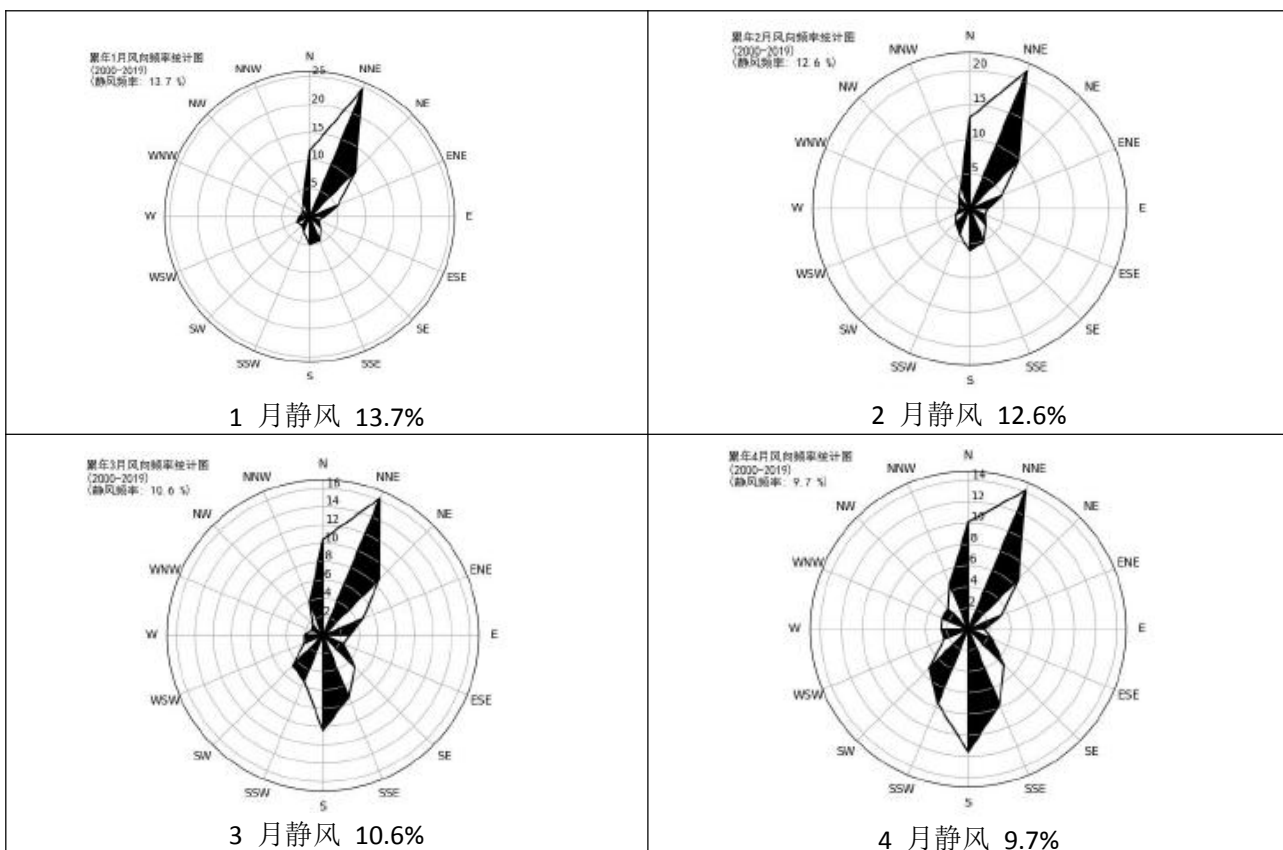 累年1月风向频率统计图
(2000-2019)
(静风频率: 13.7 %)
N
NNE
NE
ENE
E
ESE
SE
SSE
S
SSW
SW
WSW
W
WNW
NW
NNW
25
20
15
10
5
1 月静风 13.7%
累年2月风向频率统计图
(2000-2019)
(静风频率: 12.6 %)
N
NNE
NE
ENE
E
ESE
SE
SSE
S
SSW
SW
WSW
W
WNW
NW
NNW
20
15
10
5
2 月静风 12.6%
累年3月风向频率统计图
(2000-2019)
(静风频率: 10.6 %)
N
NNE
NE
ENE
E
ESE
SE
SSE
S
SSW
SW
WSW
W
WNW
NW
NNW
16
14
12
10
8
6
4
2
3 月静风 10.6%
累年4月风向频率统计图
(2000-2019)
(静风频率: 9.7 %)
N
NNE
NE
ENE
E
ESE
SE
SSE
S
SSW
SW
WSW
W
WNW
NW
NNW
14
12
10
8
6
4
2
4 月静风 9.7%